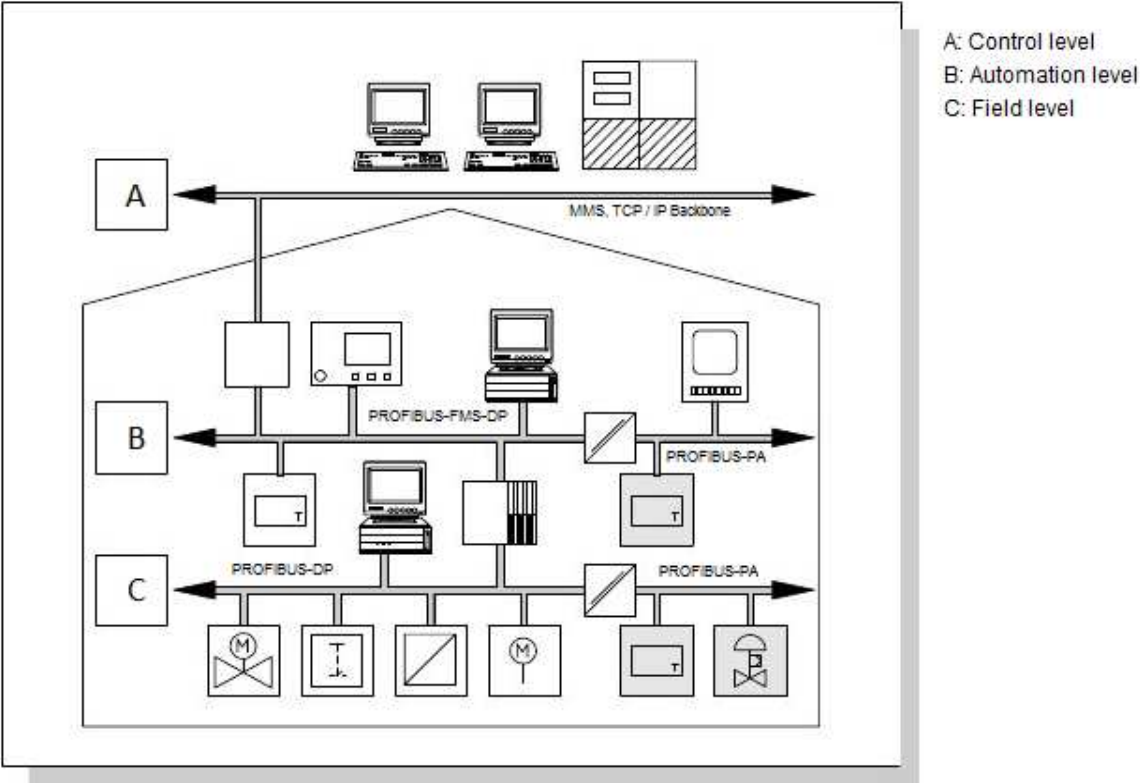 A: Control level
B: Automation level
C: Field level
A
MMS, TCP / IP Backbone
B
PROFIBUS-FMS-DP
PROFIBUS-PA
T
T
C
PROFIBUS-DP
PROFIBUS-PA
M
T
M
T